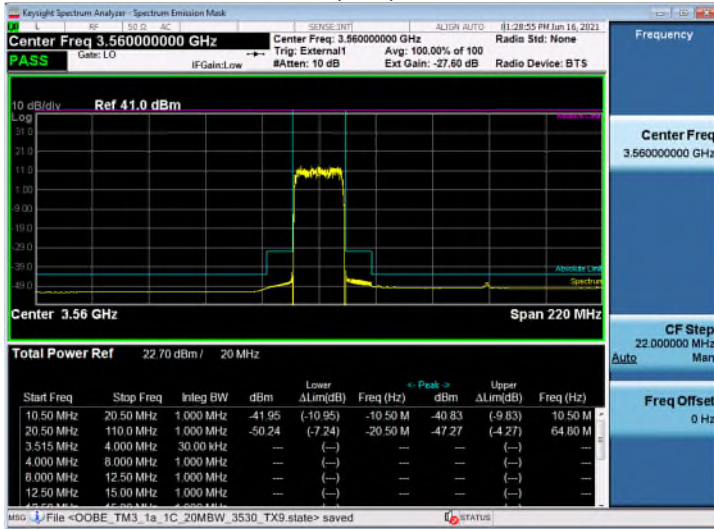 Keysight Spectrum Analyzer - Spectrum Emission Mask
L RF 50 Ω AC SENSE:INT ALIGN AUTO 01:28:55 PM Jun 16, 2021
Center Freq 3.560000000 GHz Center Freq: 3.560000000 GHz Radio Std: None
PASS Gate: LO Trig: External1 Avg: 100.00% of 100
IFGain:Low #Atten: 10 dB Ext Gain: -27.60 dB Radio Device: BTS
10 dB/div Ref 41.0 dBm
Log
Relative Limit
31.0
21.0
11.0
1.00
-9.00
-19.0
-29.0
-39.0
Absolute Limit
-49.0
Spectrum
Center 3.56 GHz Span 220 MHz
Total Power Ref 22.70 dBm / 20 MHz
Lower <- Peak -> Upper
Start Freq Stop Freq Integ BW dBm ΔLim(dB) Freq (Hz) dBm ΔLim(dB) Freq (Hz)
10.50 MHz 20.50 MHz 1.000 MHz -41.95 (-10.95) -10.50 M -40.83 (-9.83) 10.50 M
20.50 MHz 110.0 MHz 1.000 MHz -50.24 (-7.24) -20.50 M -47.27 (-4.27) 64.80 M
3.515 MHz 4.000 MHz 30.00 kHz --- (---) --- --- (---) ---
4.000 MHz 8.000 MHz 1.000 MHz --- (---) --- --- (---) ---
8.000 MHz 12.50 MHz 1.000 MHz --- (---) --- --- (---) ---
12.50 MHz 15.00 MHz 1.000 MHz --- (---) --- --- (---) ---
MSG File <OOBE_TM3_1a_1C_20MBW_3530_TX9.state> saved STATUS
Frequency
Center Freq
3.560000000 GHz
CF Step
22.000000 MHz
Auto Man
Freq Offset
0 Hz